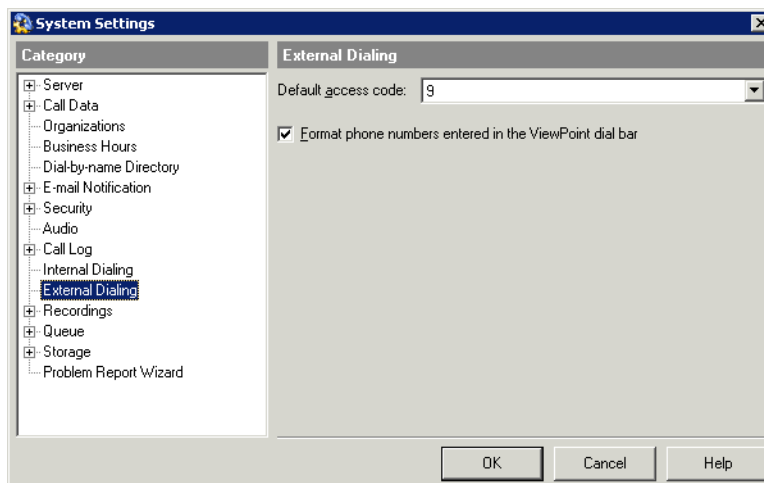 System Settings
Category
Server
Call Data
Organizations
Business Hours
Dial-by-name Directory
E-mail Notification
Security
Audio
Call Log
Internal Dialing
External Dialing
Recordings
Queue
Storage
Problem Report Wizard
External Dialing
Default access code: 9
Format phone numbers entered in the ViewPoint dial bar
OK Cancel Help